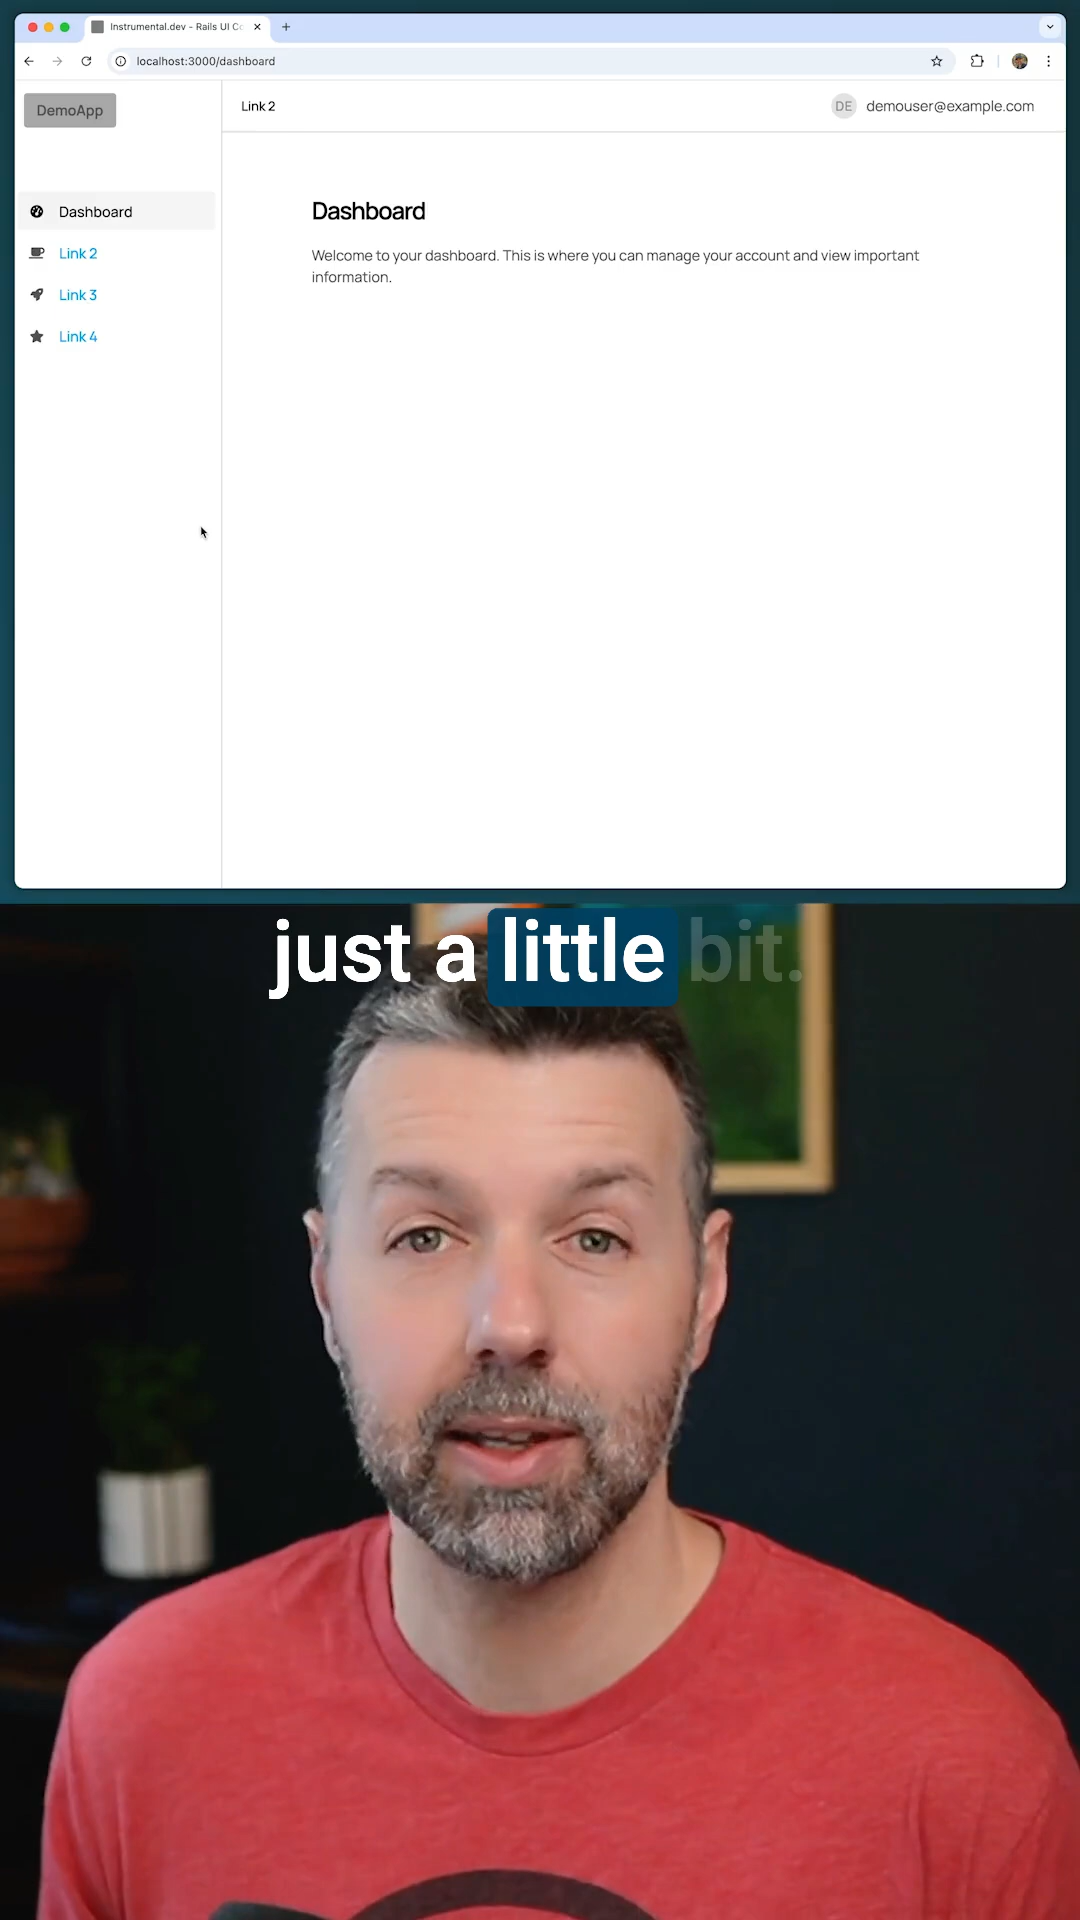 Instrumental.dev - Rails UI Co
localhost:3000/dashboard
DemoApp
Link 2
DE demouser@example.com
Dashboard
Link 2
Link 3
Link 4
Dashboard
Welcome to your dashboard. This is where you can manage your account and view important
information.
just a little bit.